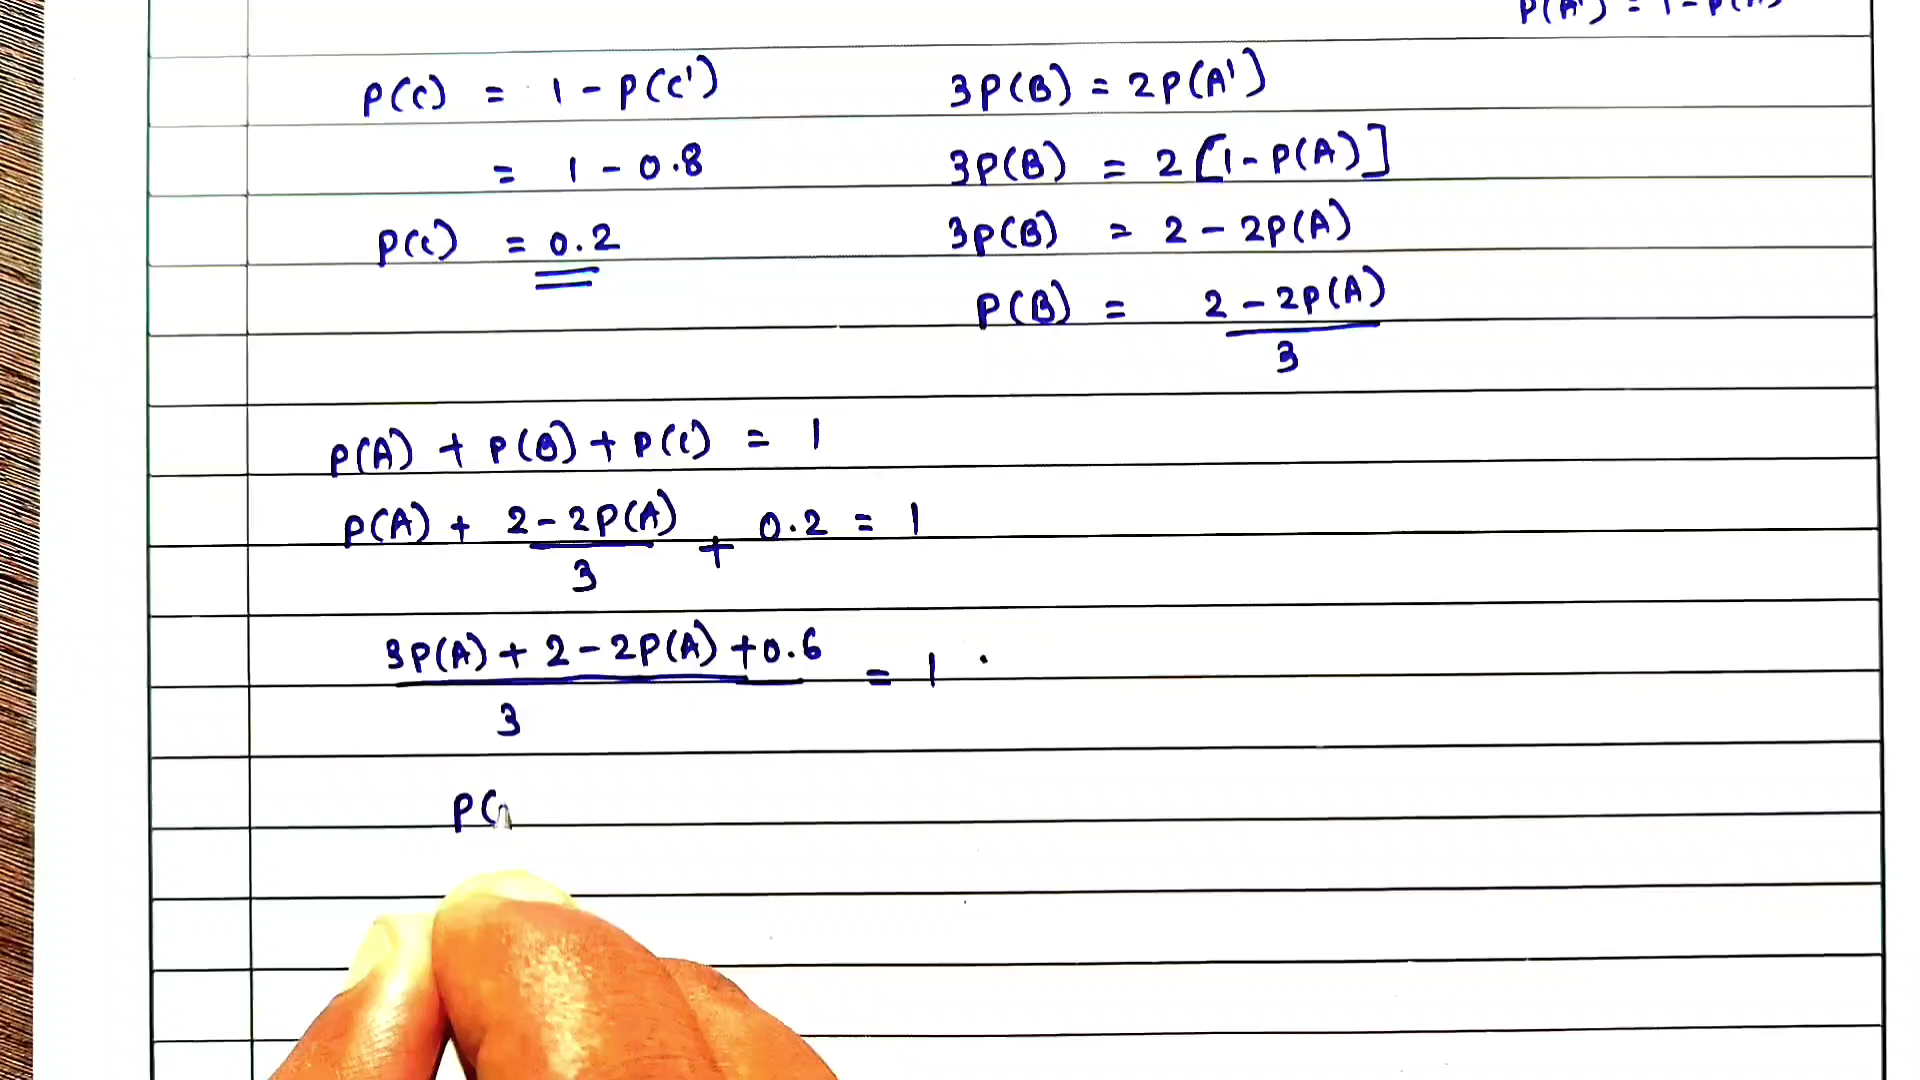 P(A') = 1 - P(A)
P(C) = 1 - P(C')
= 1 - 0.8
P(C) = 0.2
3P(B) = 2P(A')
3P(B) = 2[1 - P(A)]
3P(B) = 2 - 2P(A)
P(B) = 2 - 2P(A)
3
P(A) + P(B) + P(C) = 1
P(A) + 2 - 2P(A) + 0.2 = 1
3
3P(A) + 2 - 2P(A) + 0.6 = 1
3
P(